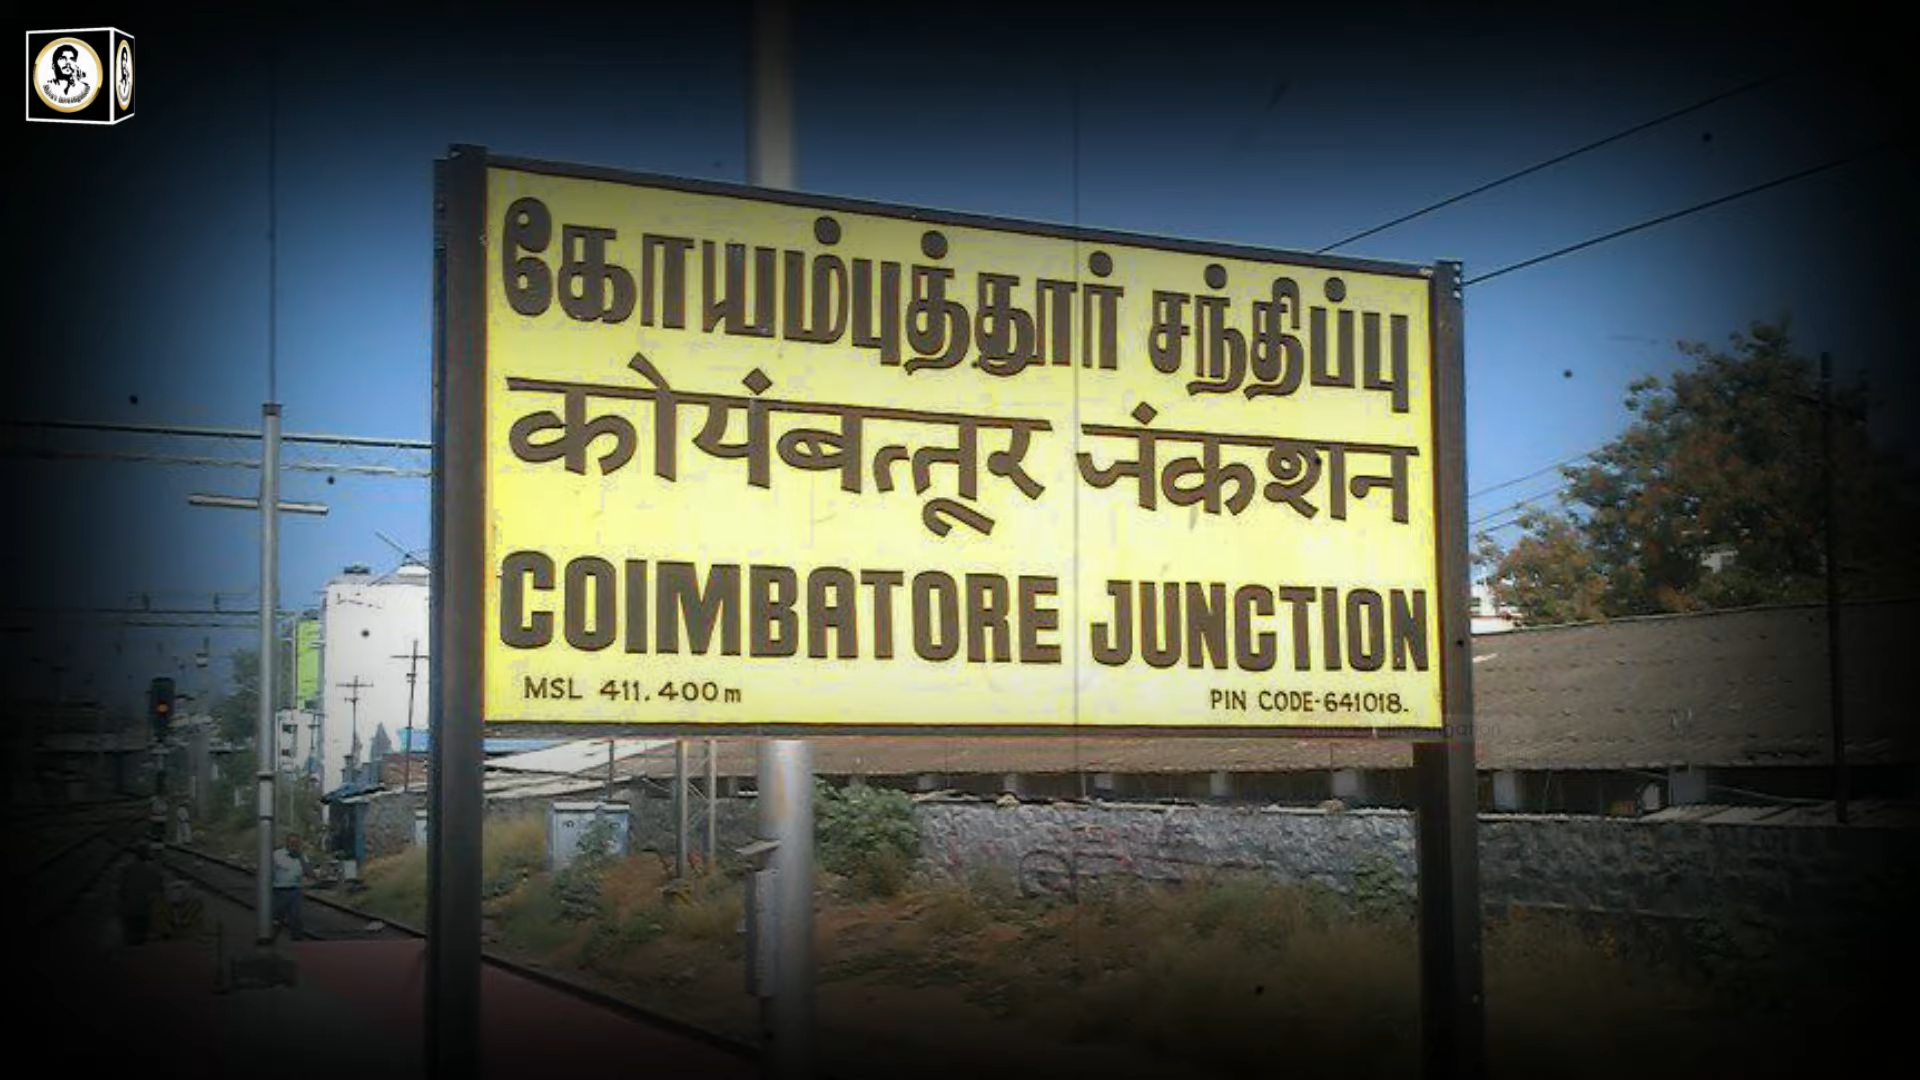 கோயம்புத்தூர் சந்திப்பு
कोयंबत्तूर जंकशन
COIMBATORE JUNCTION
MSL 411.400m
PIN CODE-641018.